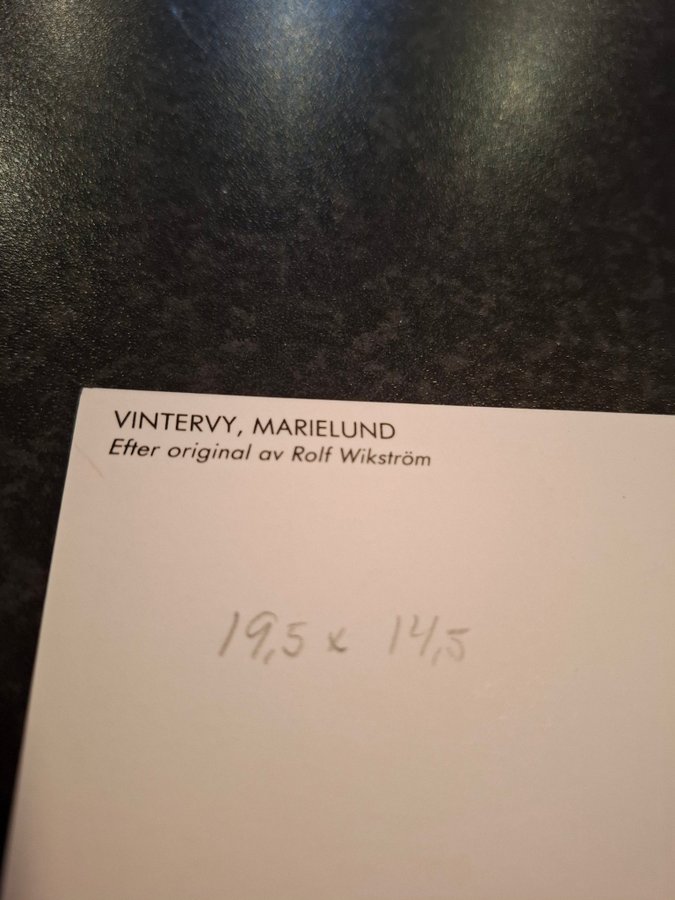 VINTERVY, MARIELUND
Efter original av Rolf Wikström
19,5 x 14,5